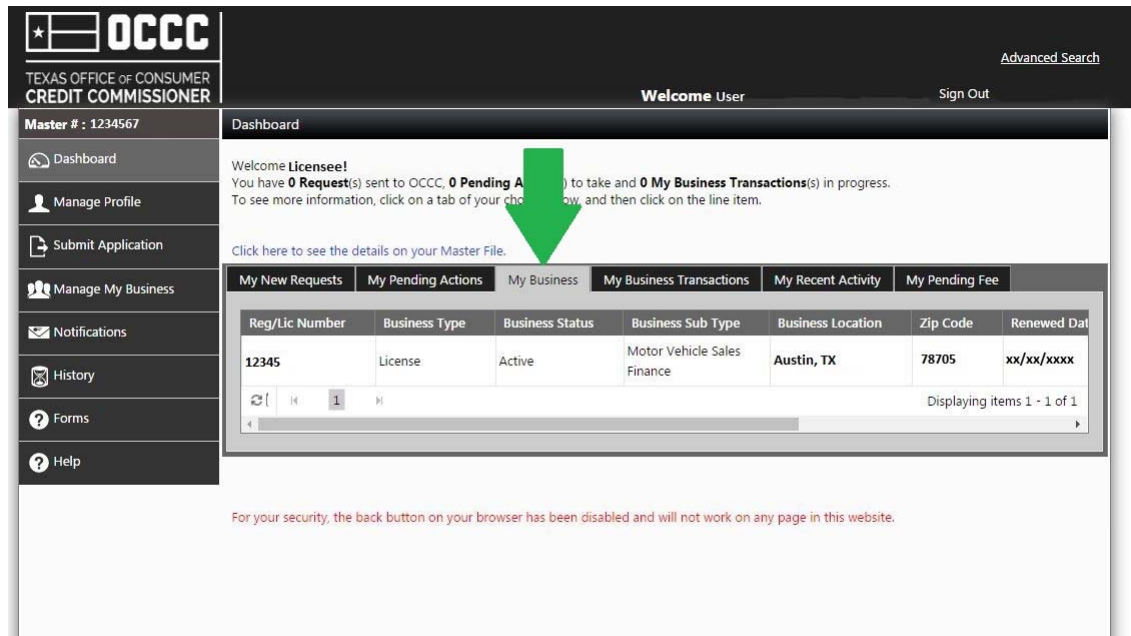 OCCC
TEXAS OFFICE OF CONSUMER
CREDIT COMMISSIONER
Advanced Search
Welcome User
Sign Out
Master # : 1234567
Dashboard
Manage Profile
Submit Application
Manage My Business
Notifications
History
Forms
Help
Dashboard
Welcome Licensee!
You have 0 Request(s) sent to OCCC, 0 Pending A ) to take and 0 My Business Transactions(s) in progress.
To see more information, click on a tab of your and then click on the line item.
Click here to see the details on your Master File.
My New Requests My Pending Actions My Business My Business Transactions My Recent Activity My Pending Fee
Reg/Lic Number Business Type Business Status Business Sub Type Business Location Zip Code Renewed Dat
12345 License Active Motor Vehicle Sales Finance Austin, TX 78705 xx/xx/xxxx
1 Displaying items 1 - 1 of 1
For your security, the back button on your browser has been disabled and will not work on any page in this website.